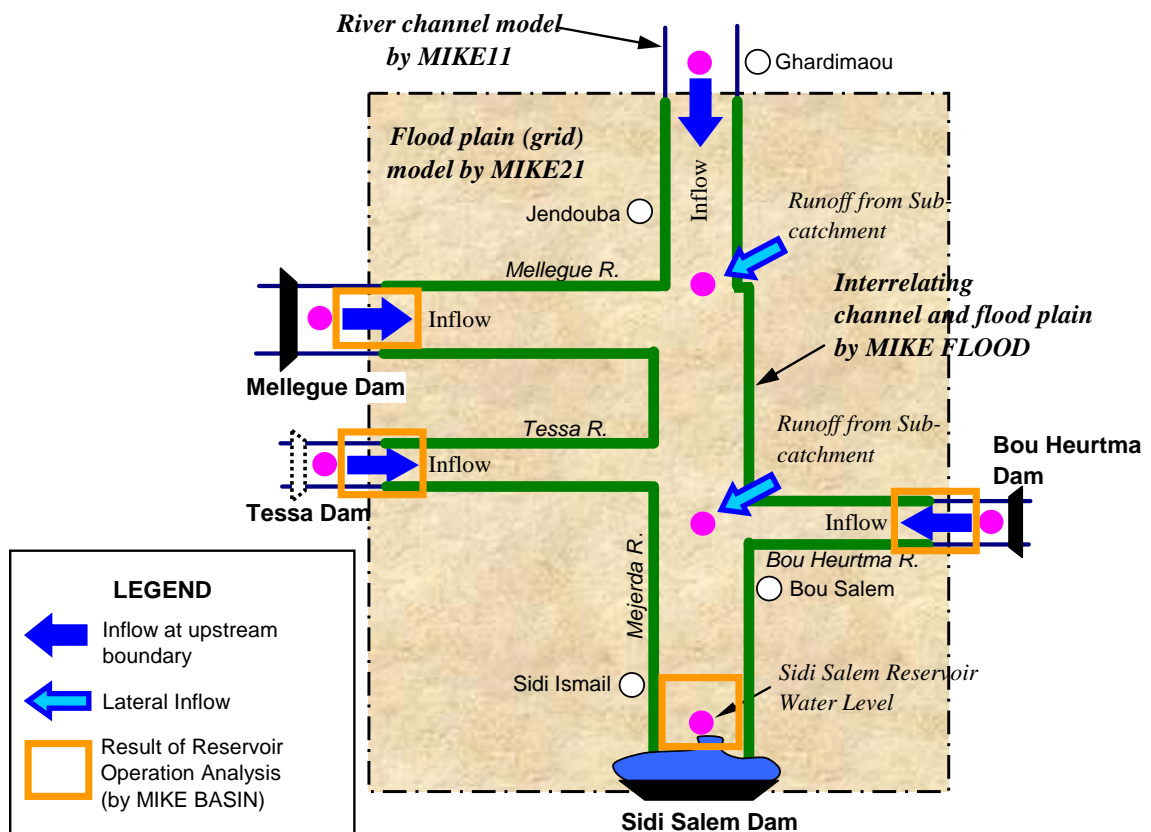 River channel model
by MIKE11
Ghardimaou
Flood plain (grid)
model by MIKE21
Inflow
Jendouba
Runoff from Sub-
catchment
Mellegue R.
Interrelating
channel and flood plain
by MIKE FLOOD
Inflow
Mellegue Dam
Tessa R.
Runoff from Sub-
catchment
Inflow
Tessa Dam
Bou Heurtma
Dam
Inflow
Bou Heurtma R.
Mejerda R.
Bou Salem
Sidi Ismail
Sidi Salem Reservoir
Water Level
Sidi Salem Dam
LEGEND
Inflow at upstream
boundary
Lateral Inflow
Result of Reservoir
Operation Analysis
(by MIKE BASIN)